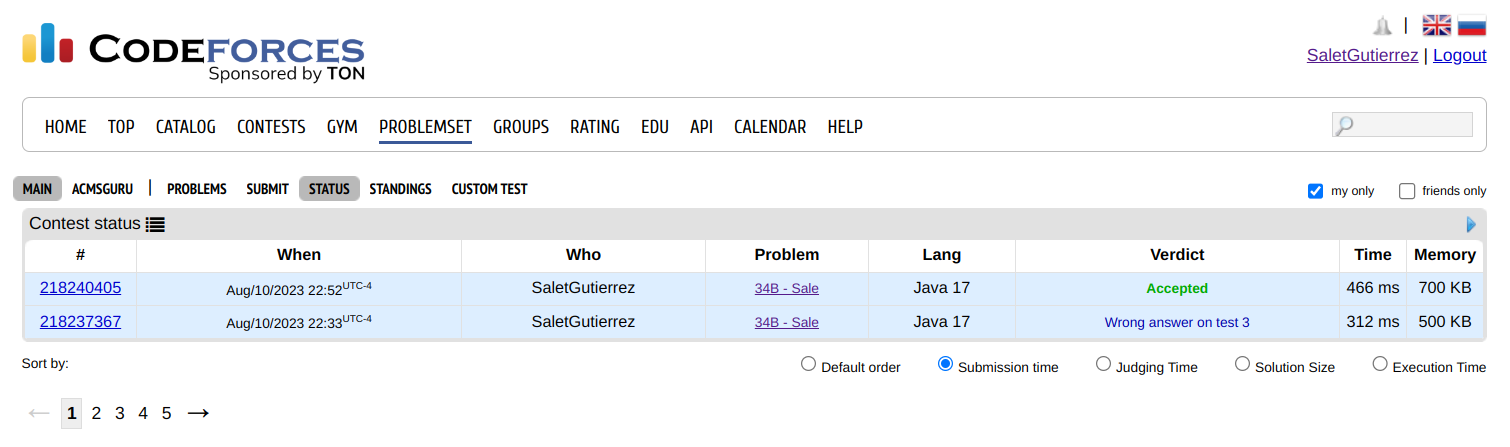 CODEFORCES
Sponsored by TON
|
SaletGutierrez | Logout
HOME TOP CATALOG CONTESTS GYM PROBLEMSET GROUPS RATING EDU API CALENDAR HELP
MAIN ACMSGURU | PROBLEMS SUBMIT STATUS STANDINGS CUSTOM TEST
my only friends only
Contest status
# When Who Problem Lang Verdict Time Memory
218240405 Aug/10/2023 22:52UTC-4 SaletGutierrez 34B - Sale Java 17 Accepted 466 ms 700 KB
218237367 Aug/10/2023 22:33UTC-4 SaletGutierrez 34B - Sale Java 17 Wrong answer on test 3 312 ms 500 KB
Sort by: Default order Submission time Judging Time Solution Size Execution Time
← 1 2 3 4 5 →